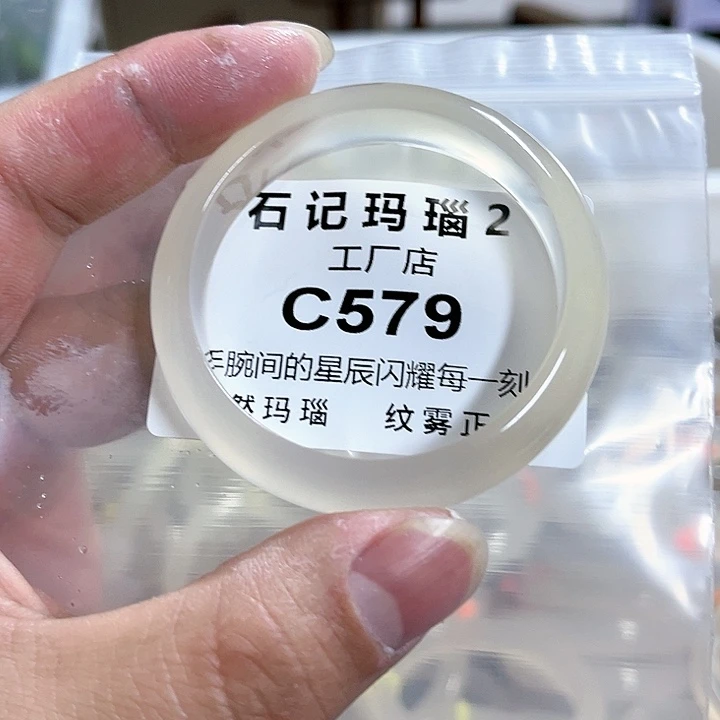 石记玛瑙2
工厂店
C579
腕间的星辰闪耀每一刻
然玛瑙 纹雾正